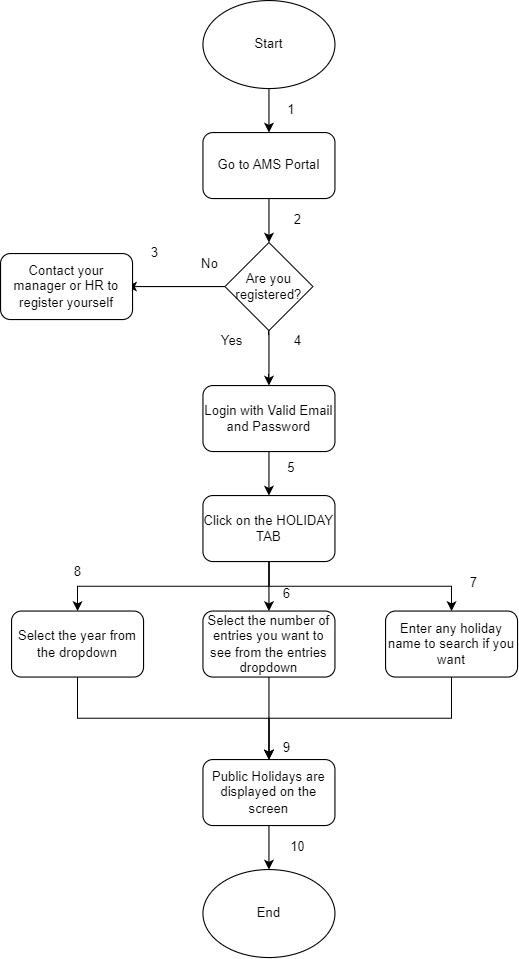 Start
1
Go to AMS Portal
2
3
No
Contact your
manager or HR to
register yourself
Are you
registered?
Yes
4
Login with Valid Email
and Password
5
Click on the HOLIDAY
TAB
8
6
7
Select the year from
the dropdown
Select the number of
entries you want to
see from the entries
dropdown
Enter any holiday
name to search if you
want
9
Public Holidays are
displayed on the
screen
10
End